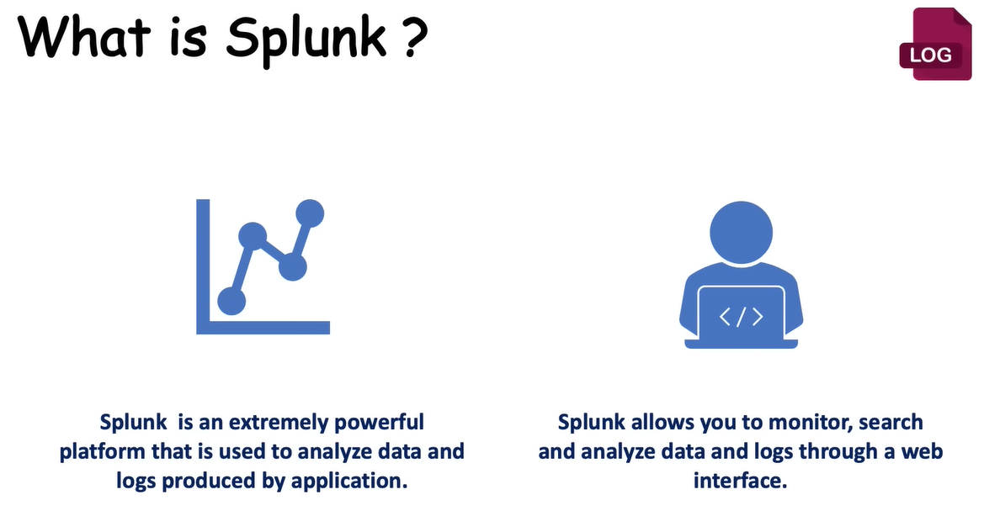 What is Splunk ?
LOG
</>
Splunk is an extremely powerful
platform that is used to analyze data and
logs produced by application.
Splunk allows you to monitor, search
and analyze data and logs through a web
interface.